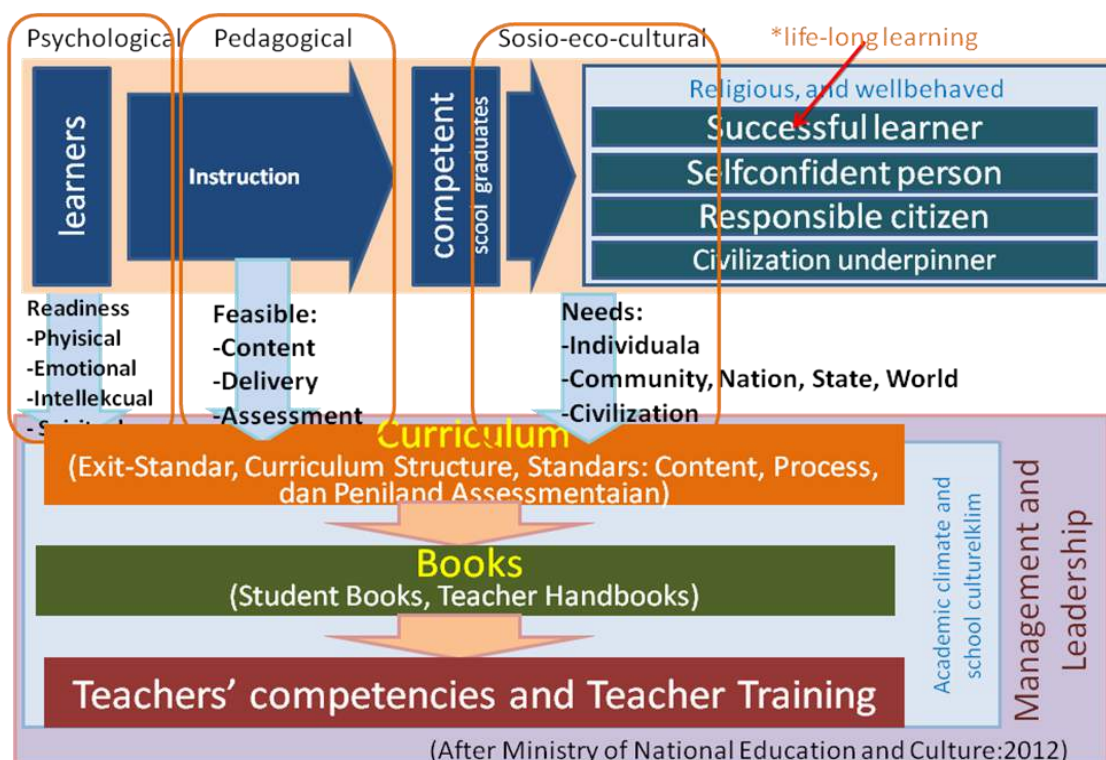 Psychological
Pedagogical
Sosio-eco-cultural
*life-long learning
learners
Instruction
competent
scool graduates
Religious, and wellbehaved
Successful learner
Selfconfident person
Responsible citizen
Civilization underpinner
Readiness
-Phyisical
-Emotional
-Intellekcual
Feasible:
-Content
-Delivery
-Assessment
Needs:
-Individuala
-Community, Nation, State, World
-Civilization
Curriculum
(Exit-Standar, Curriculum Structure, Standars: Content, Process,
dan Peniland Assessmentaian)
Books
(Student Books, Teacher Handbooks)
Teachers' competencies and Teacher Training
Academic climate and
school culturelklim
Management and
Leadership
(After Ministry of National Education and Culture:2012)